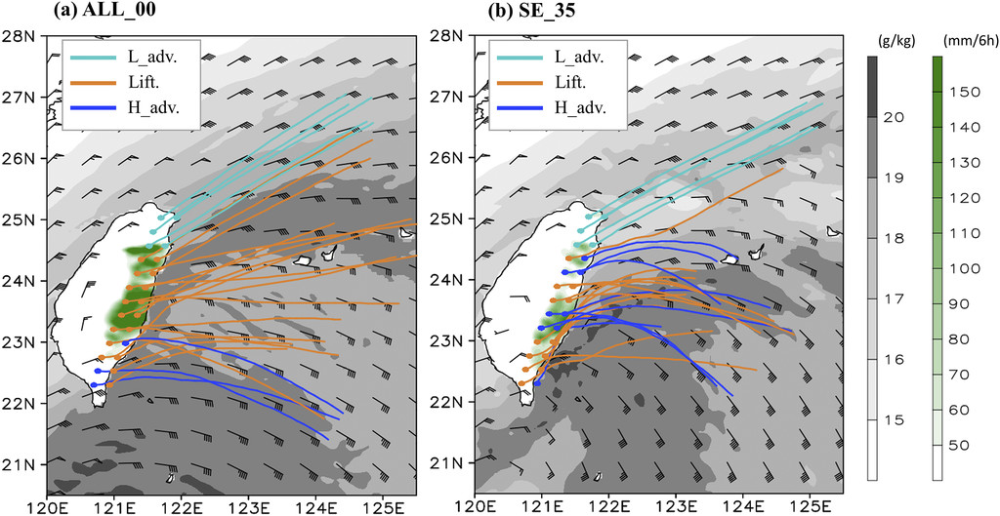 (a) ALL_00
(b) SE_35
(g/kg)
(mm/6h)
L_adv.
Lift.
H_adv.
L_adv.
Lift.
H_adv.
28N
27N
26N
25N
24N
23N
22N
21N
120E
121E
122E
123E
124E
125E
28N
27N
26N
25N
24N
23N
22N
21N
120E
121E
122E
123E
124E
125E
20
19
18
17
16
15
150
140
130
120
110
100
90
80
70
60
50